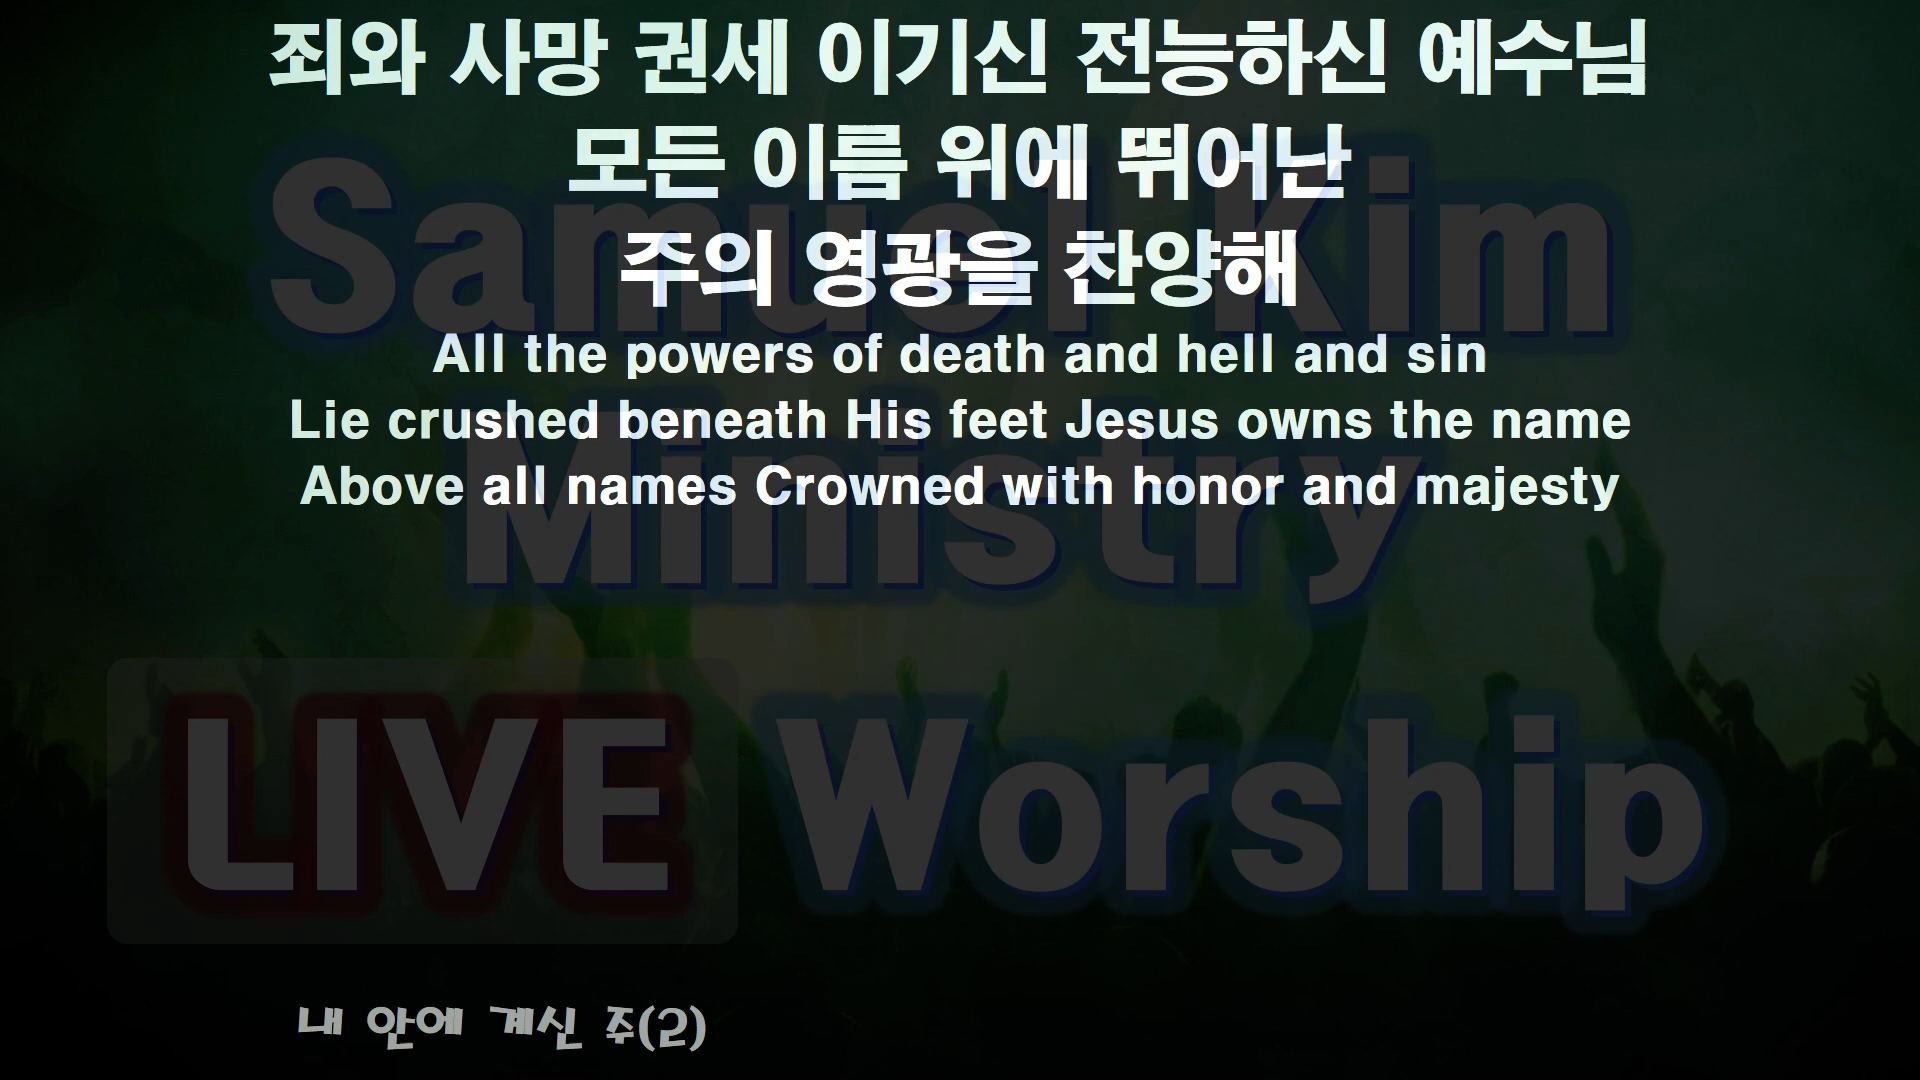 죄와 사망 권세 이기신 전능하신 예수님
모든 이름 위에 뛰어난
주의 영광을 찬양해
All the powers of death and hell and sin
Lie crushed beneath His feet Jesus owns the name
Above all names Crowned with honor and majesty
Samuel Kim
Ministry
LIVE Worship
내 안에 계신 주(G)